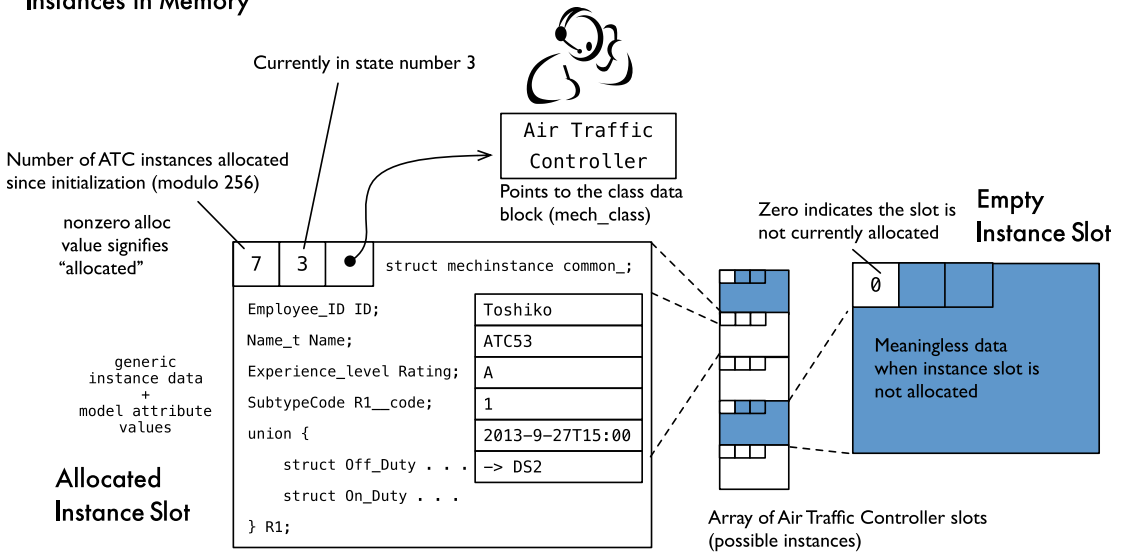 Instances in Memory
Currently in state number 3
Air Traffic
Controller
Number of ATC instances allocated
since initialization (modulo 256)
Points to the class data
block (mech_class)
nonzero alloc
value signifies
“allocated”
Zero indicates the slot is
not currently allocated
Empty
Instance Slot
7 3
struct mechinstance common_;
0
Employee_ID ID;
Toshiko
Name_t Name;
ATC53
Experience_level Rating;
A
SubtypeCode R1__code;
1
union {
2013-9-27T15:00
struct Off_Duty . . .
-> DS2
struct On_Duty . . .
} R1;
generic
instance data
+
model attribute
values
Meaningless data
when instance slot is
not allocated
Allocated
Instance Slot
Array of Air Traffic Controller slots
(possible instances)